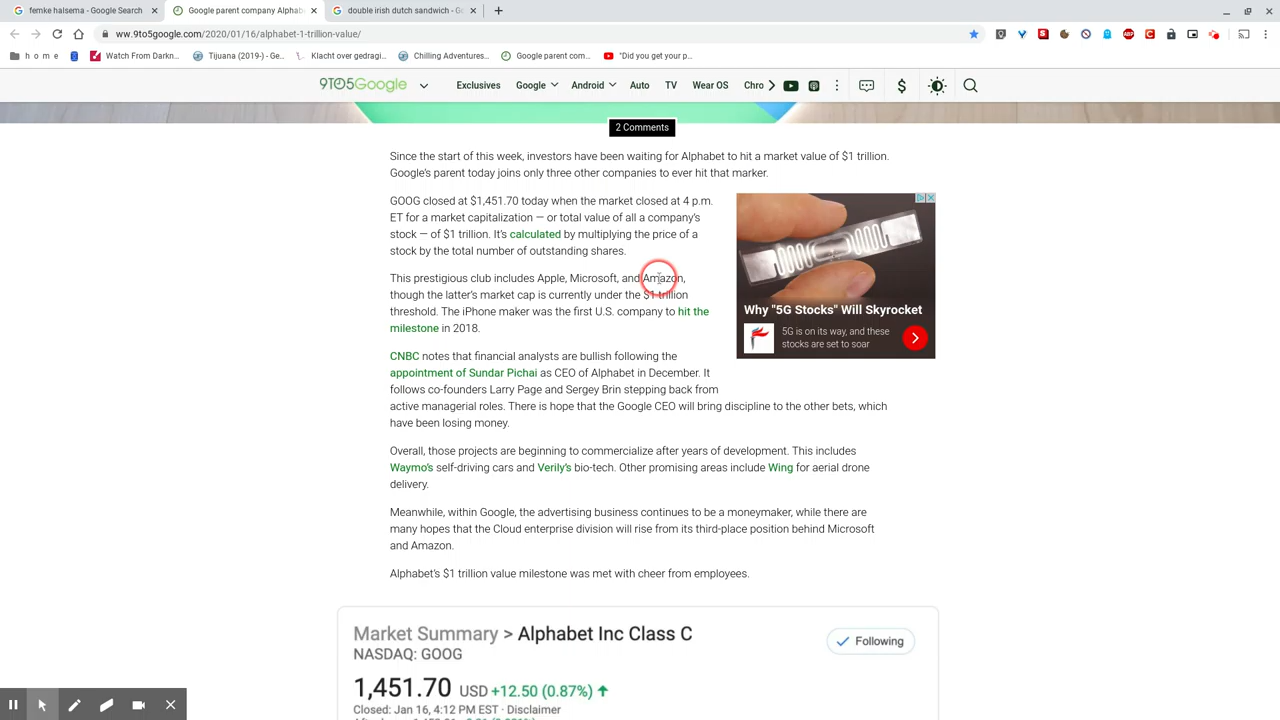 femke halsema - Google Search
Google parent company Alphab
double irish dutch sandwich - G
ww.9to5google.com/2020/01/16/alphabet-1-trillion-value/
h o m e
Watch From Darkn...
Tijuana (2019-) - Ge...
Klacht over gedragi...
Chilling Adventures...
Google parent com...
"Did you get your p...
9TO5Google
Exclusives
Google
Android
Auto
TV
Wear OS
Chro
2 Comments
Since the start of this week, investors have been waiting for Alphabet to hit a market value of $1 trillion.
Google's parent today joins only three other companies to ever hit that marker.
GOOG closed at $1,451.70 today when the market closed at 4 p.m.
ET for a market capitalization — or total value of all a company's
stock — of $1 trillion. It's calculated by multiplying the price of a
stock by the total number of outstanding shares.
This prestigious club includes Apple, Microsoft, and Amazon,
though the latter's market cap is currently under the $1 trillion
threshold. The iPhone maker was the first U.S. company to hit the
milestone in 2018.
Why "5G Stocks" Will Skyrocket
5G is on its way, and these
stocks are set to soar
CNBC notes that financial analysts are bullish following the
appointment of Sundar Pichai as CEO of Alphabet in December. It
follows co-founders Larry Page and Sergey Brin stepping back from
active managerial roles. There is hope that the Google CEO will bring discipline to the other bets, which
have been losing money.
Overall, those projects are beginning to commercialize after years of development. This includes
Waymo's self-driving cars and Verily's bio-tech. Other promising areas include Wing for aerial drone
delivery.
Meanwhile, within Google, the advertising business continues to be a moneymaker, while there are
many hopes that the Cloud enterprise division will rise from its third-place position behind Microsoft
and Amazon.
Alphabet's $1 trillion value milestone was met with cheer from employees.
Market Summary > Alphabet Inc Class C
NASDAQ: GOOG
Following
1,451.70 USD +12.50 (0.87%)
Closed: Jan 16, 4:12 PM EST · Disclaimer